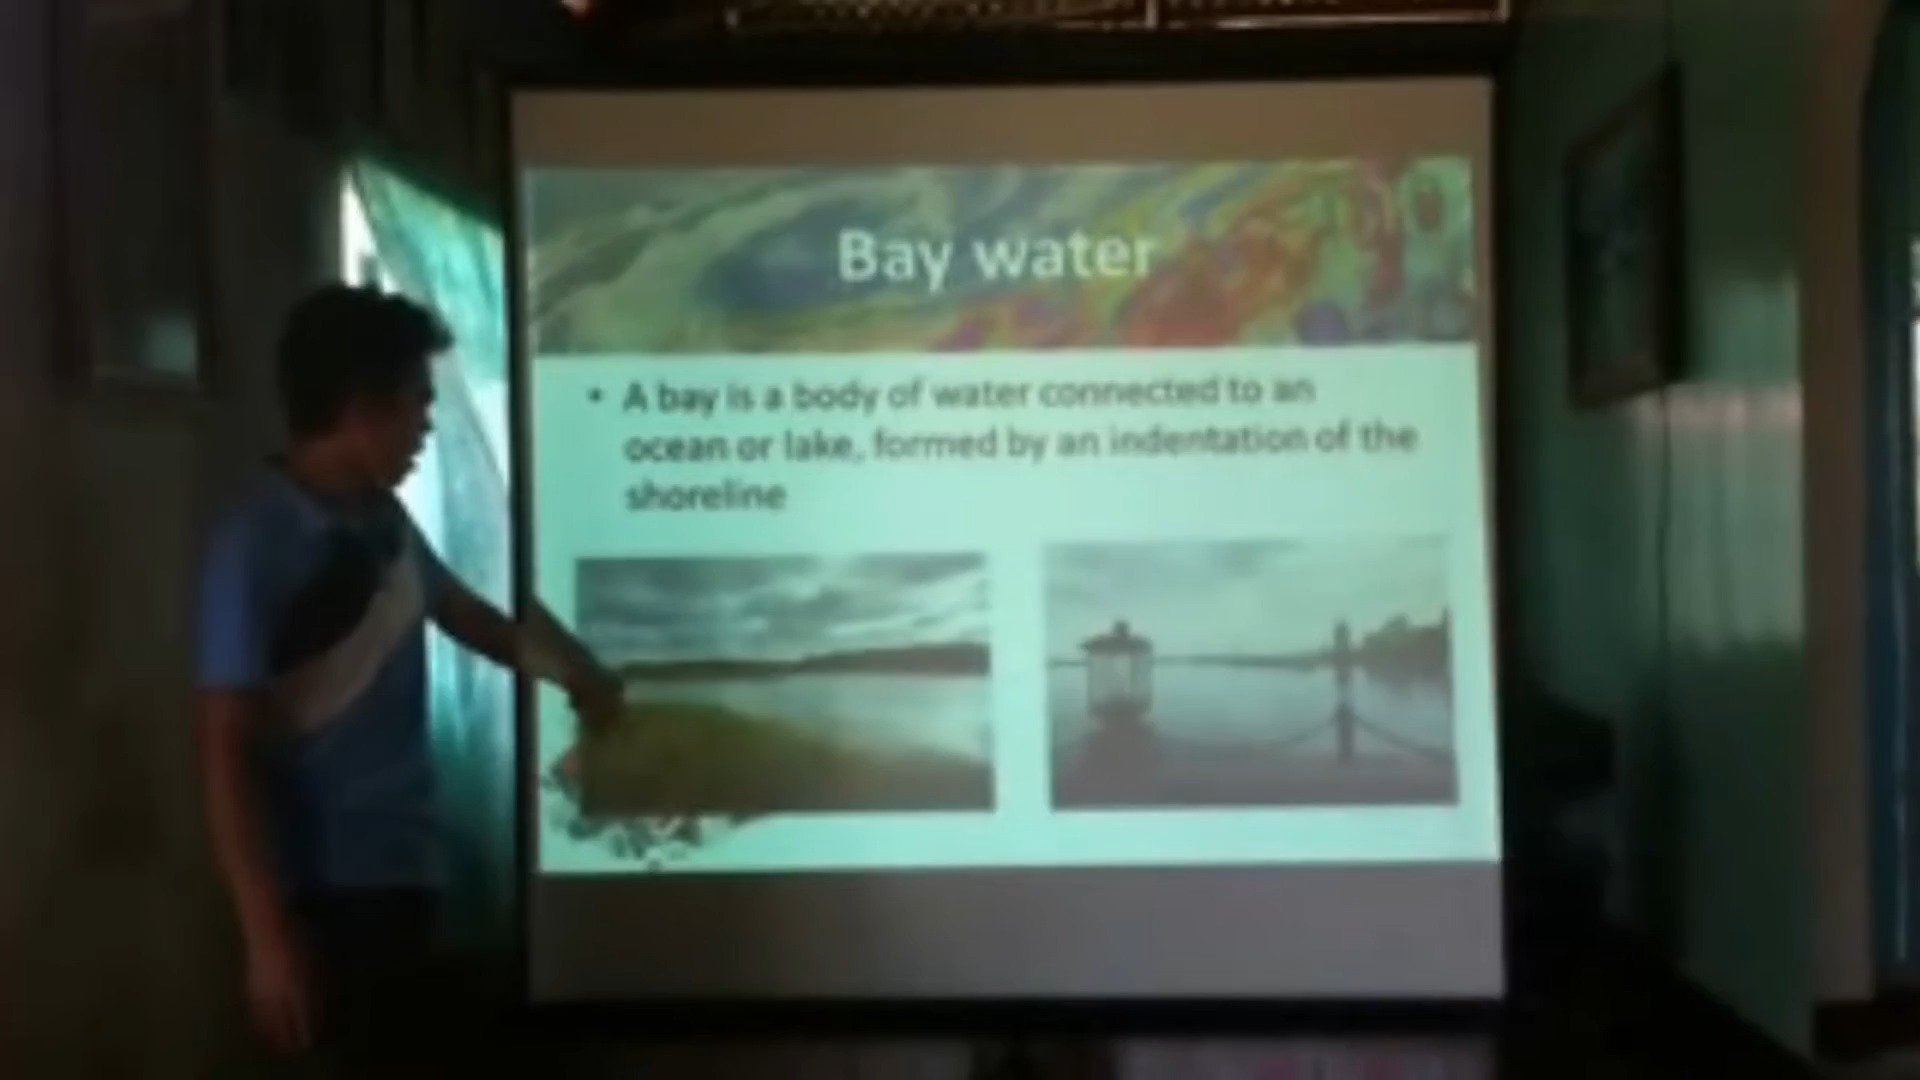 Bay water
• A bay is a body of water connected to an
ocean or lake, formed by an indentation of the
shoreline